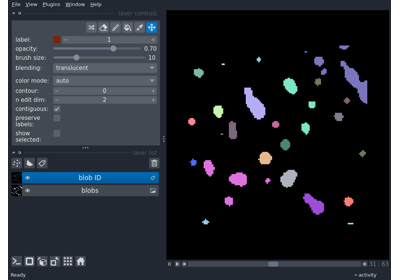 File View Plugins Window Help
layer controls
label: 1
opacity: 0.70
brush size: 10
blending: translucent
color mode: auto
contour: 0
n edit dim: 2
contiguous:
preserve
labels:
show
selected:
layer list
blob ID
blobs
0 31 63
Ready
activity